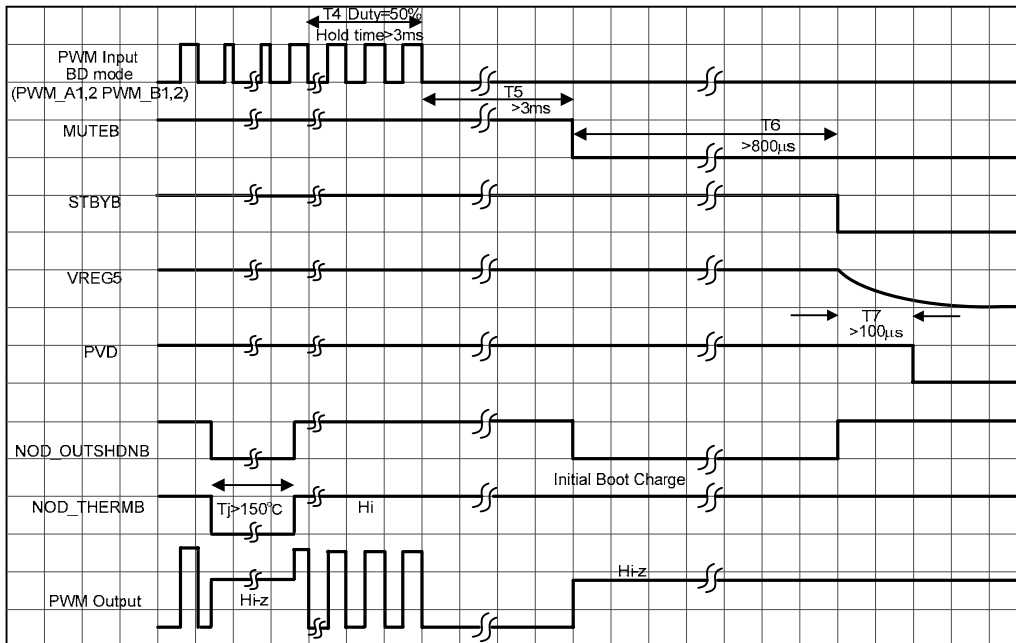 T4 Duty=50%
Hold time>3ms
PWM Input
BD mode
(PWM_A1,2 PWM_B1,2)
T5
>3ms
MUTEB
T6
>800μs
STBYB
VREG5
T7
>100μs
PVD
NOD_OUTSHDNB
Initial Boot Charge
NOD_THERMB
Tj>150℃
Hi
Hi-z
PWM Output
Hi-z